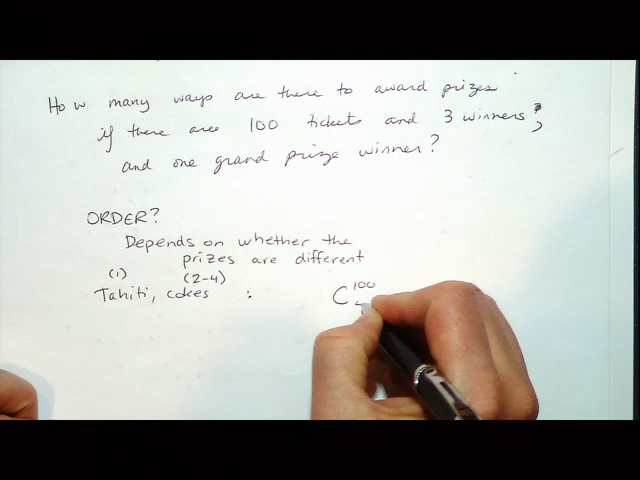 How many ways are there to award prizes
if there are 100 tickets and 3 winners,
and one grand prize winner?
ORDER?
Depends on whether the
prizes are different
(1) (2-4)
Tahiti, cokes : C 100